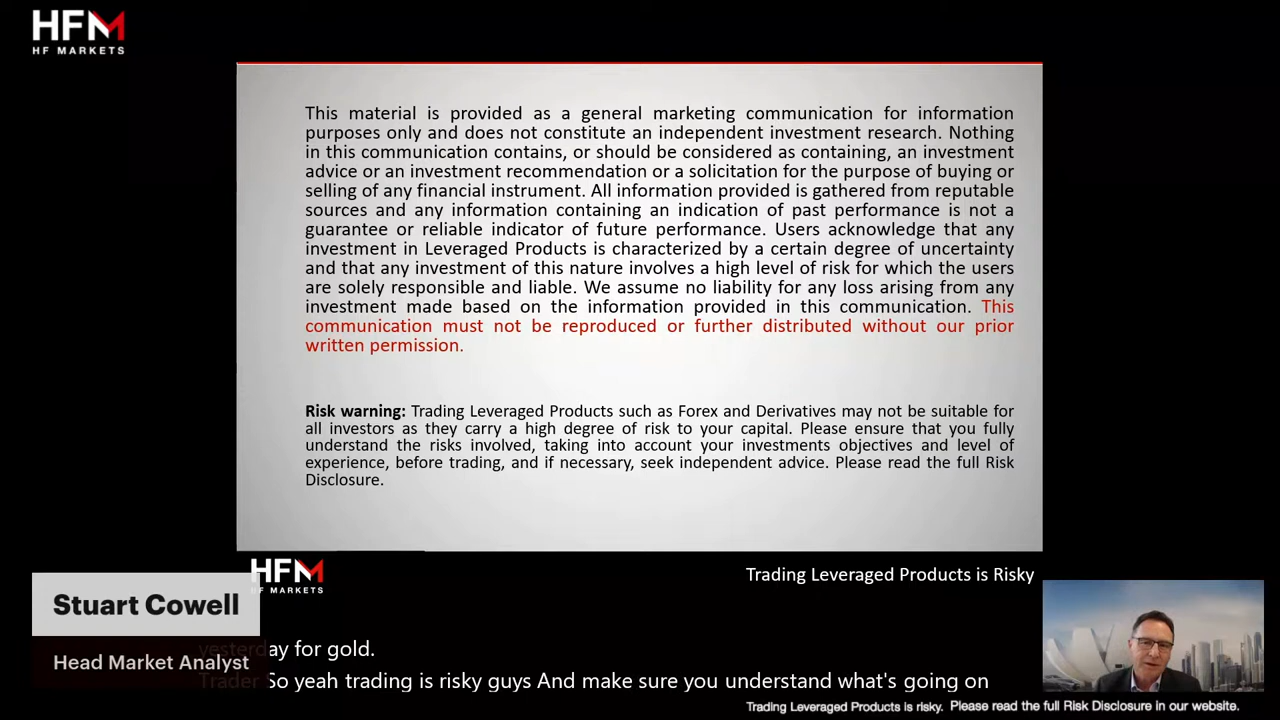 HFM
HF MARKETS
This material is provided as a general marketing communication for information
purposes only and does not constitute an independent investment research. Nothing
in this communication contains, or should be considered as containing, an investment
advice or an investment recommendation or a solicitation for the purpose of buying or
selling of any financial instrument. All information provided is gathered from reputable
sources and any information containing an indication of past performance is not a
guarantee or reliable indicator of future performance. Users acknowledge that any
investment in Leveraged Products is characterized by a certain degree of uncertainty
and that any investment of this nature involves a high level of risk for which the users
are solely responsible and liable. We assume no liability for any loss arising from any
investment made based on the information provided in this communication. This
communication must not be reproduced or further distributed without our prior
written permission.
Risk warning: Trading Leveraged Products such as Forex and Derivatives may not be suitable for
all investors as they carry a high degree of risk to your capital. Please ensure that you fully
understand the risks involved, taking into account your investments objectives and level of
experience, before trading, and if necessary, seek independent advice. Please read the full Risk
Disclosure.
HFM
HF MARKETS
Trading Leveraged Products is Risky
Stuart Cowell
Head Market Analyst
yesterday for gold.
Trader So yeah trading is risky guys And make sure you understand what's going on
Trading Leveraged Products is risky. Please read the full Risk Disclosure in our website.